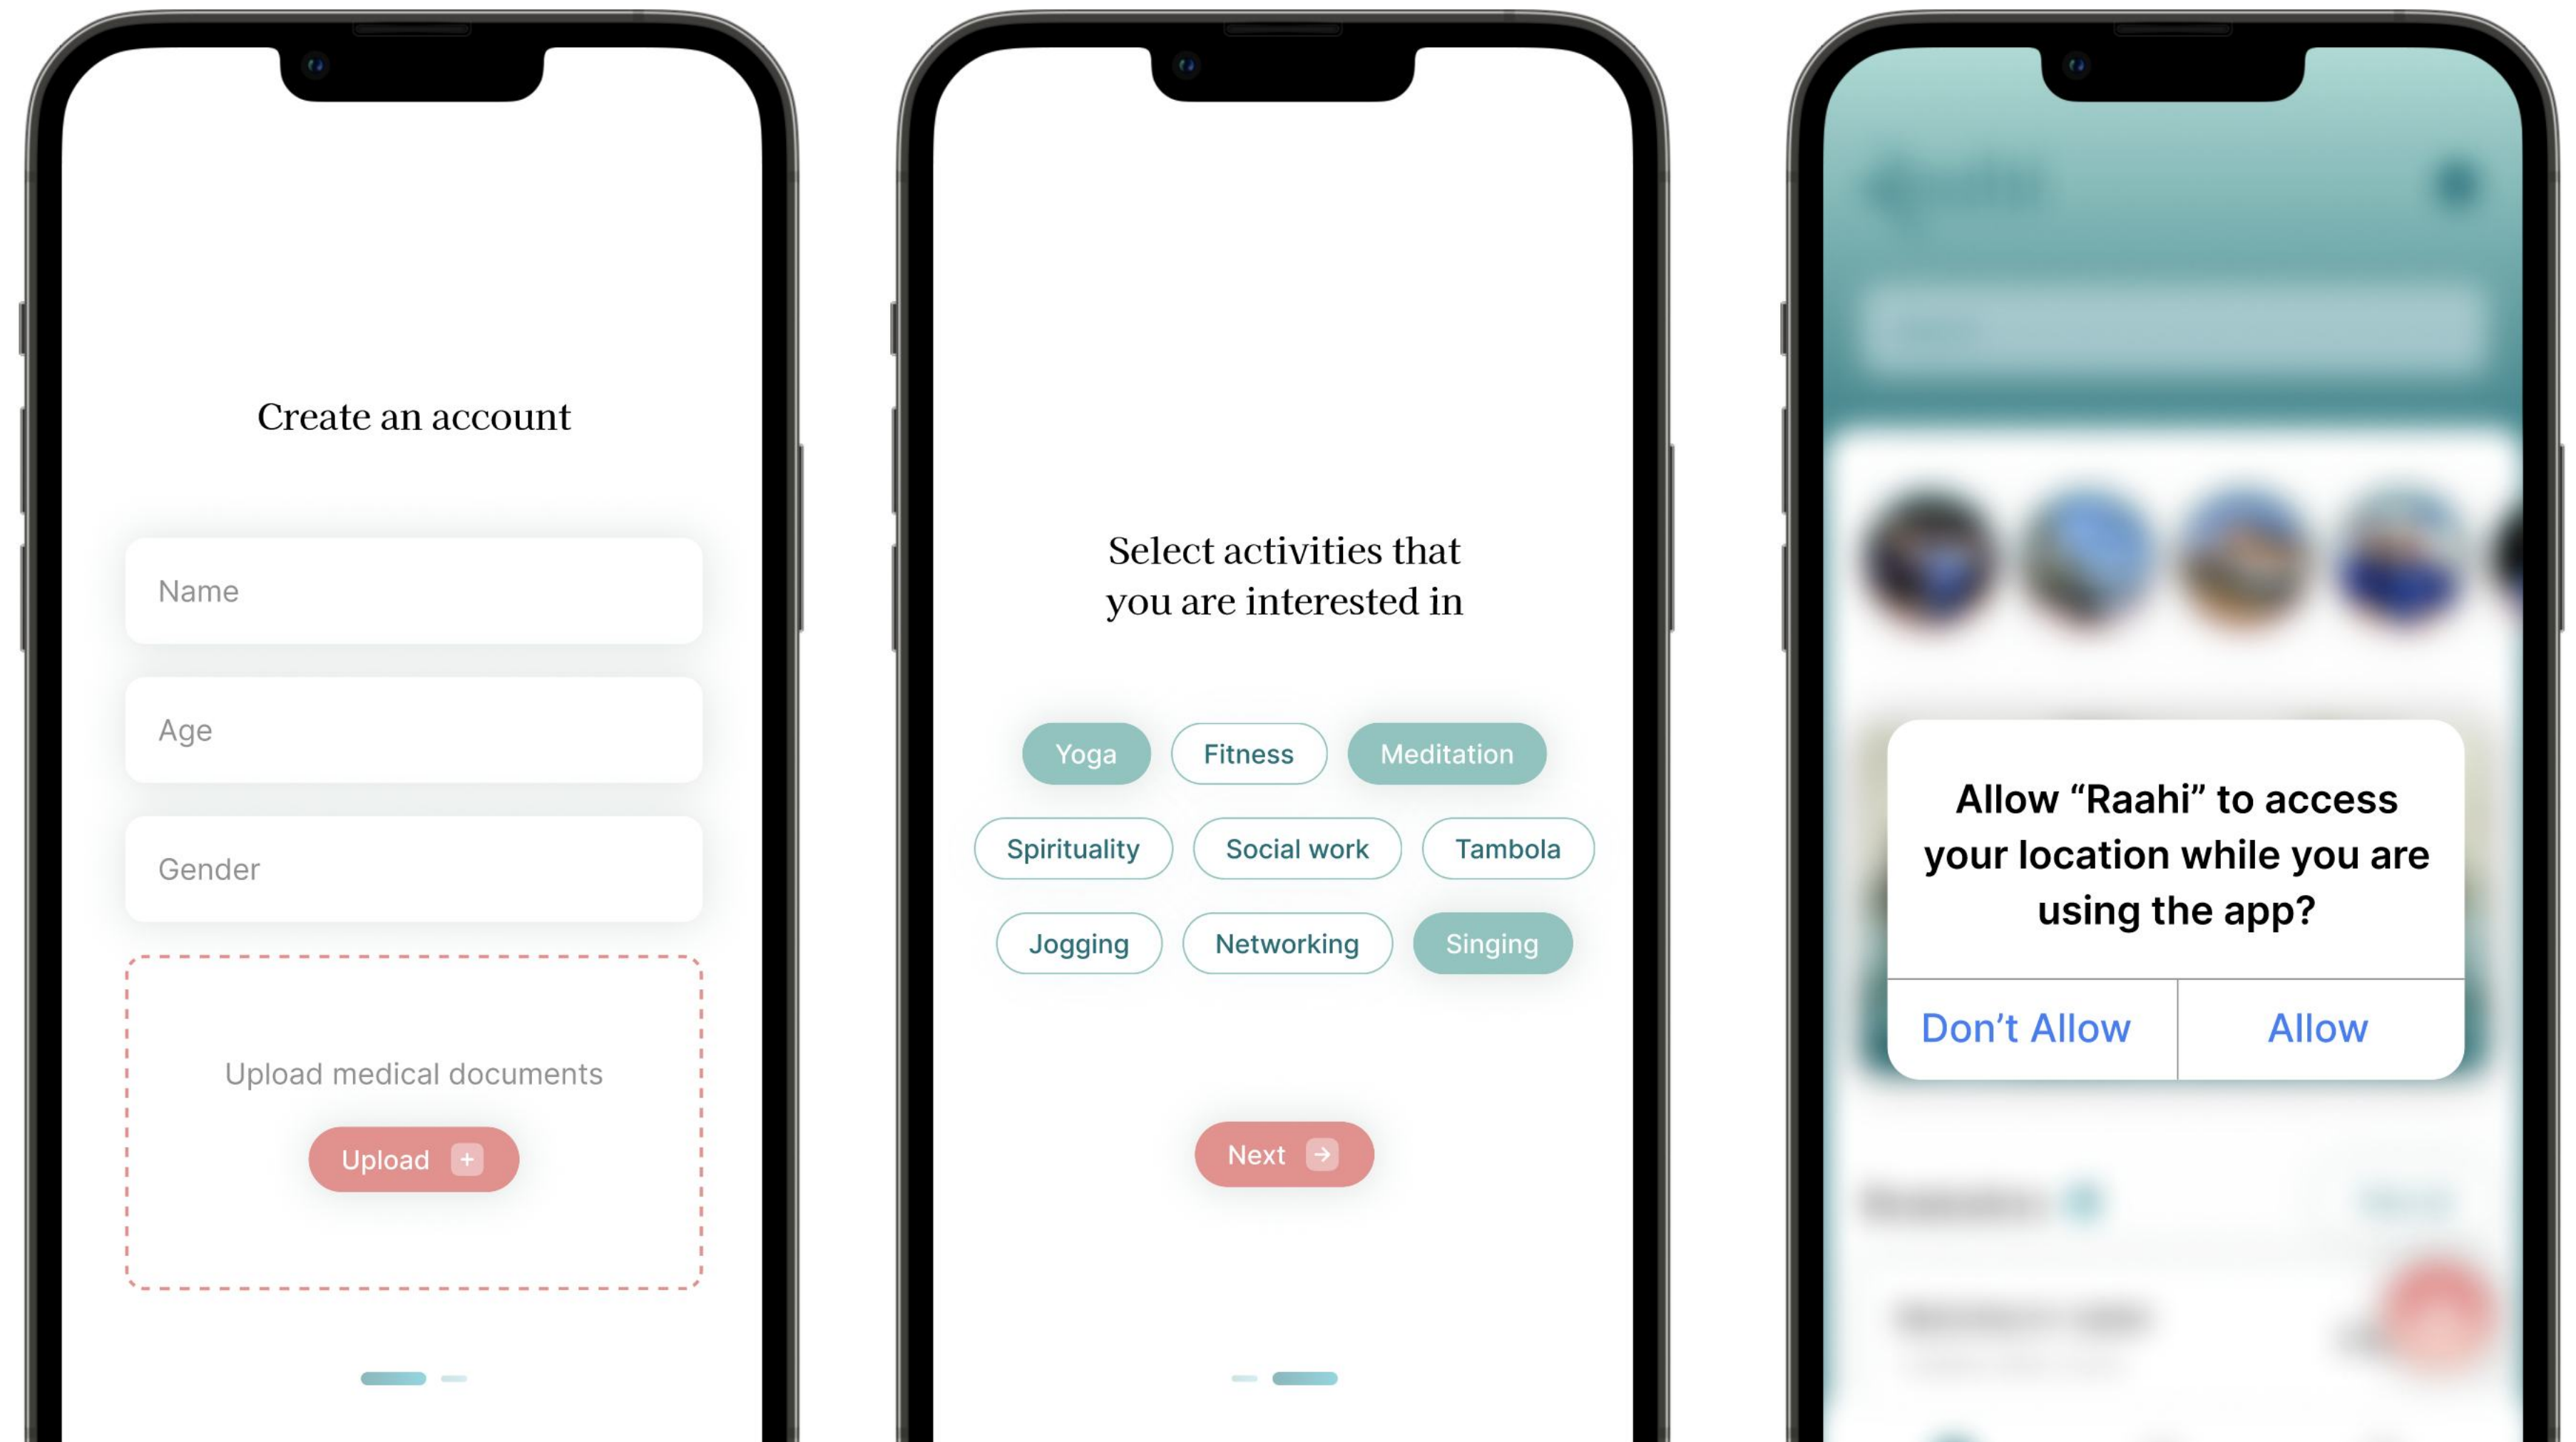 Create an account
Name
Age
Gender
Upload medical documents
Upload
Select activities that
you are interested in
Yoga
Fitness
Meditation
Spirituality
Social work
Tambola
Jogging
Networking
Singing
Next
Allow “Raahi” to access
your location while you are
using the app?
Don’t Allow
Allow